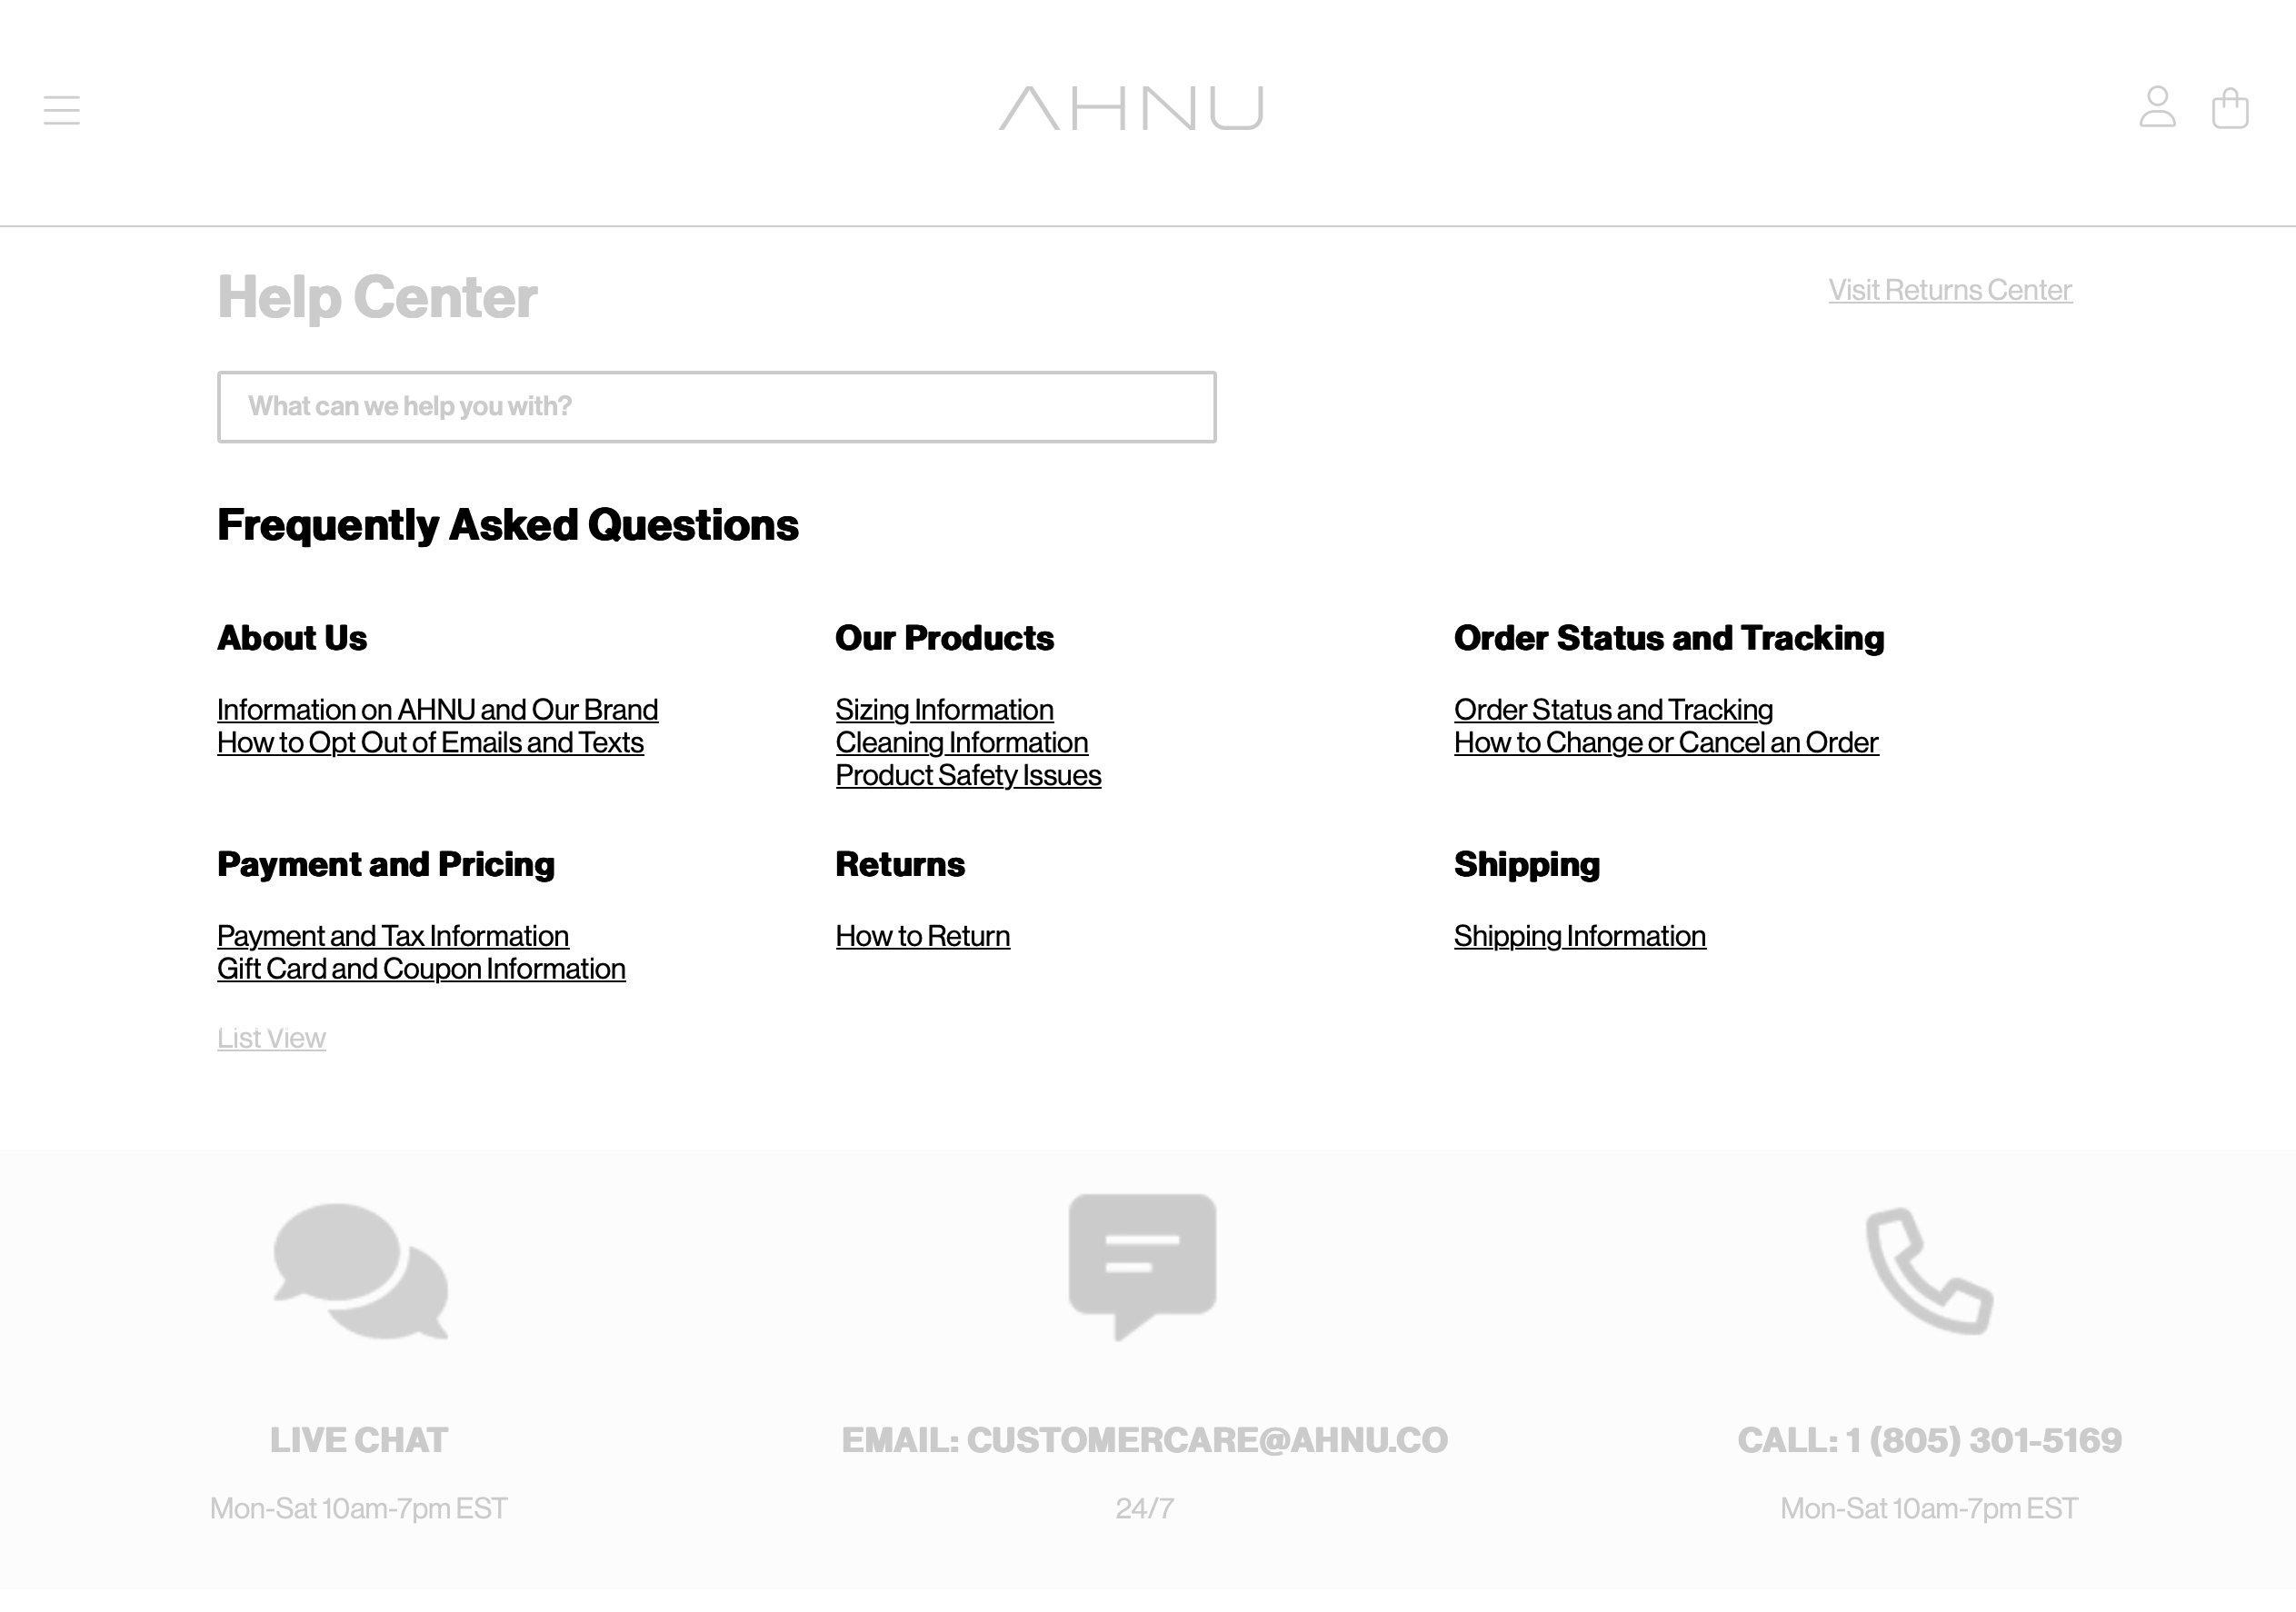 AHNU
Help Center
Visit Returns Center
What can we help you with?
Frequently Asked Questions
About Us
Information on AHNU and Our Brand
How to Opt Out of Emails and Texts
Our Products
Sizing Information
Cleaning Information
Product Safety Issues
Order Status and Tracking
Order Status and Tracking
How to Change or Cancel an Order
Payment and Pricing
Payment and Tax Information
Gift Card and Coupon Information
Returns
How to Return
Shipping
Shipping Information
List View
LIVE CHAT
Mon-Sat 10am-7pm EST
EMAIL: CUSTOMERCARE@AHNU.CO
24/7
CALL: 1 (805) 301-5169
Mon-Sat 10am-7pm EST